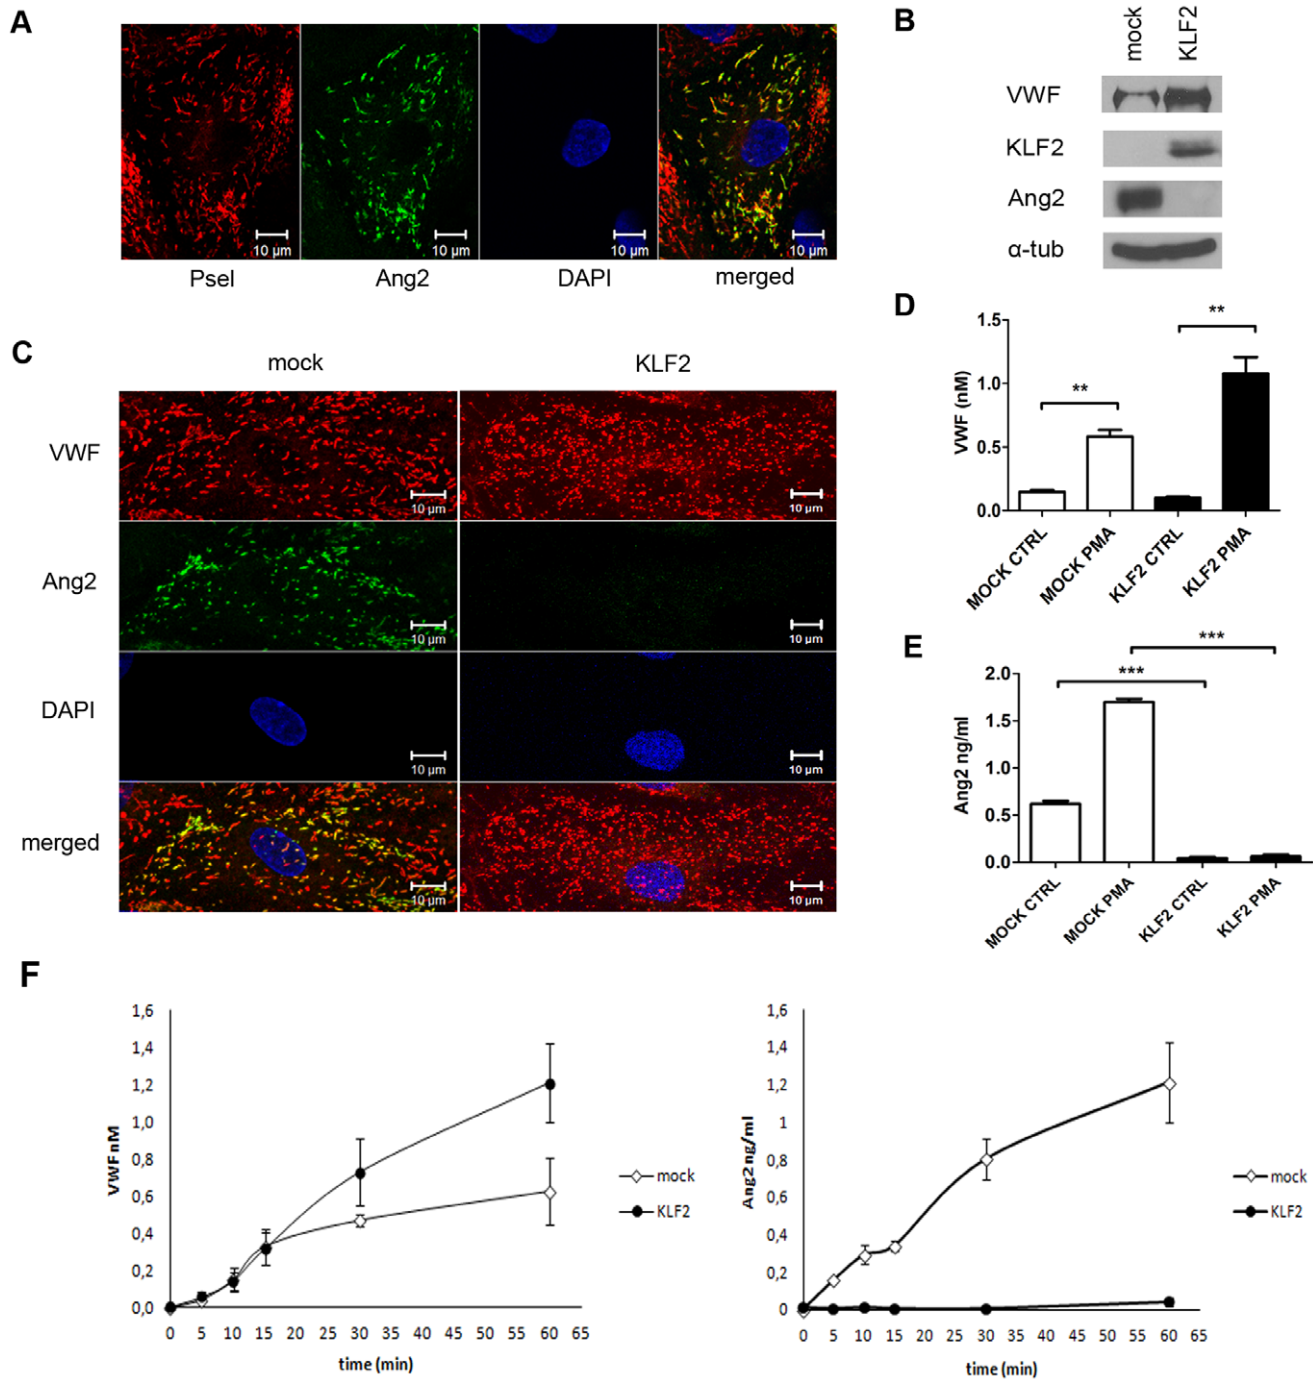 A
10 µm
10 µm
10 µm
10 µm
PseI
Ang2
DAPI
merged
B
mock
KLF2
VWF
KLF2
Ang2
α-tub
C
mock
KLF2
VWF
10 µm
10 µm
Ang2
10 µm
10 µm
DAPI
10 µm
10 µm
merged
10 µm
10 µm
D
VWF (nM)
1.5
1.0
0.5
0.0
**
**
MOCK CTRL
MOCK PMA
KLF2 CTRL
KLF2 PMA
E
Ang2 ng/ml
2.0
1.5
1.0
0.5
0.0
***
***
MOCK CTRL
MOCK PMA
KLF2 CTRL
KLF2 PMA
F
VWF nM
1,6
1,4
1,2
1,0
0,8
0,6
0,4
0,2
0,0
0 5 10 15 20 25 30 35 40 45 50 55 60 65
time (min)
mock
KLF2
Ang2 ng/ml
1,6
1,4
1,2
1
0,8
0,6
0,4
0,2
0
0 5 10 15 20 25 30 35 40 45 50 55 60 65
time (min)
mock
KLF2